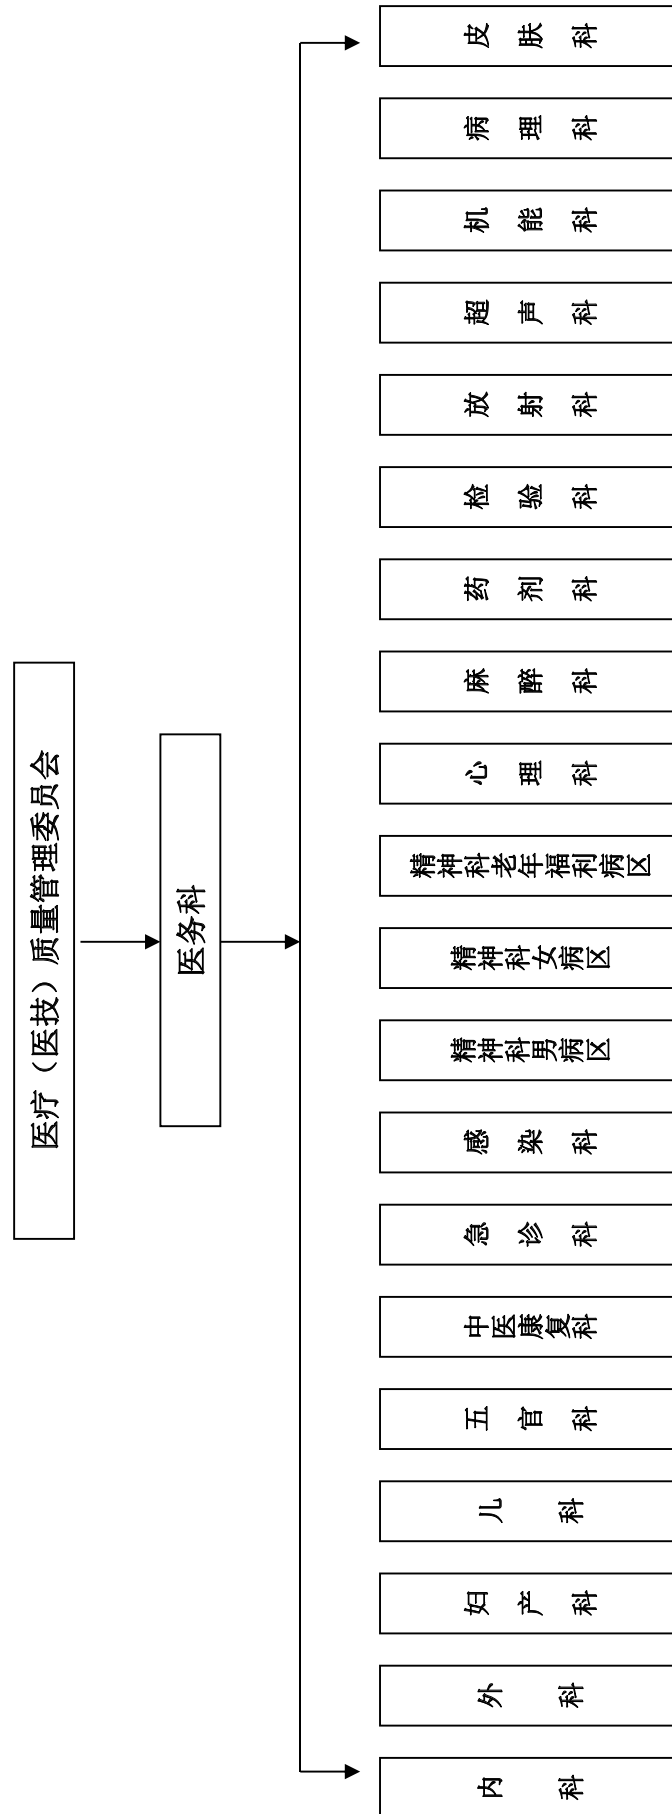 医疗（医技）质量管理委员会
医务科
内科
外科
妇产科
儿科
五官科
中医康复科
急诊科
感染科
精神科男病区
精神科女病区
精神科老年福利病区
心理科
麻醉科
药剂科
检验科
放射科
超声科
机能科
病理科
皮肤科